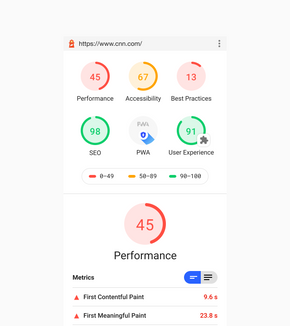 https://www.cnn.com/
45 67 13
Performance Accessibility Best Practices
98 PWA 91
SEO PWA User Experience
0-49 50-89 90-100
45
Performance
Metrics
First Contentful Paint 9.6 s
First Meaningful Paint 23.8 s